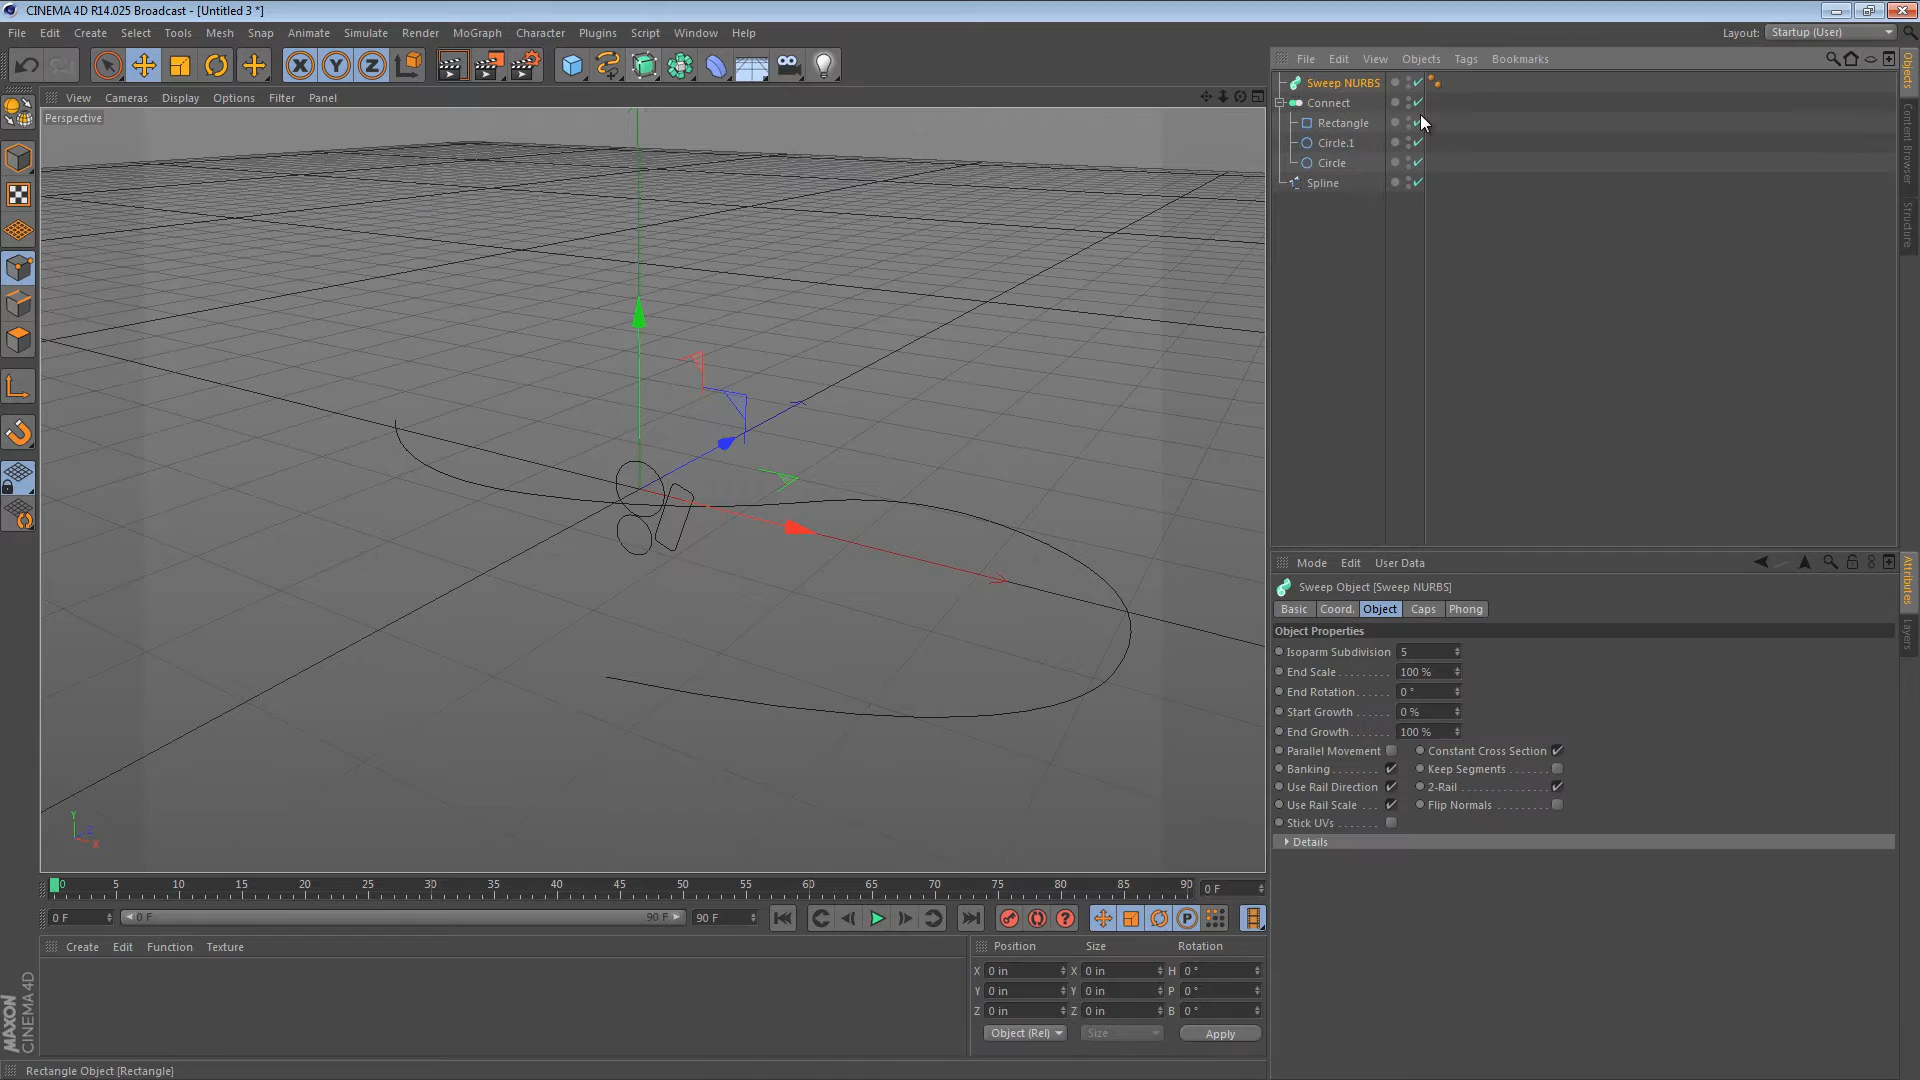 CINEMA 4D R14.025 Broadcast - [Untitled 3 *]
File Edit Create Select Tools Mesh Snap Animate Simulate Render Character MoGraph Plugins Script Window Help
Layout: Startup (User)
File Edit View Objects Tags Bookmarks
View Cameras Display Options Filter Panel
Perspective
Sweep NURBS
Connect
Rectangle
Circle.1
Circle
Spline
Objects
Content Browser
Structure
Mode Edit User Data
Sweep Object [Sweep NURBS]
Basic Coord. Object Caps Phong
Object Properties
Isoparm Subdivision 5
End Scale 100 %
End Rotation 0 °
Start Growth 0 %
End Growth 100 %
Parallel Movement Constant Cross Section
Banking Keep Segments
Use Rail Direction 2-Rail
Use Rail Scale Flip Normals
Stick UVs
Details
Attributes
Layers
Y
Z
X
0 5 10 15 20 25 30 35 40 45 50 55 60 65 70 75 80 85 90
0 F
0 F 0 F 90 F 90 F
P
Create Edit Function Texture
Position Size Rotation
X 0 in X 0 in H 0 °
Y 0 in Y 0 in P 0 °
Z 0 in Z 0 in B 0 °
Object (Rel) Size Apply
MAXON
CINEMA 4D
Rectangle Object [Rectangle]